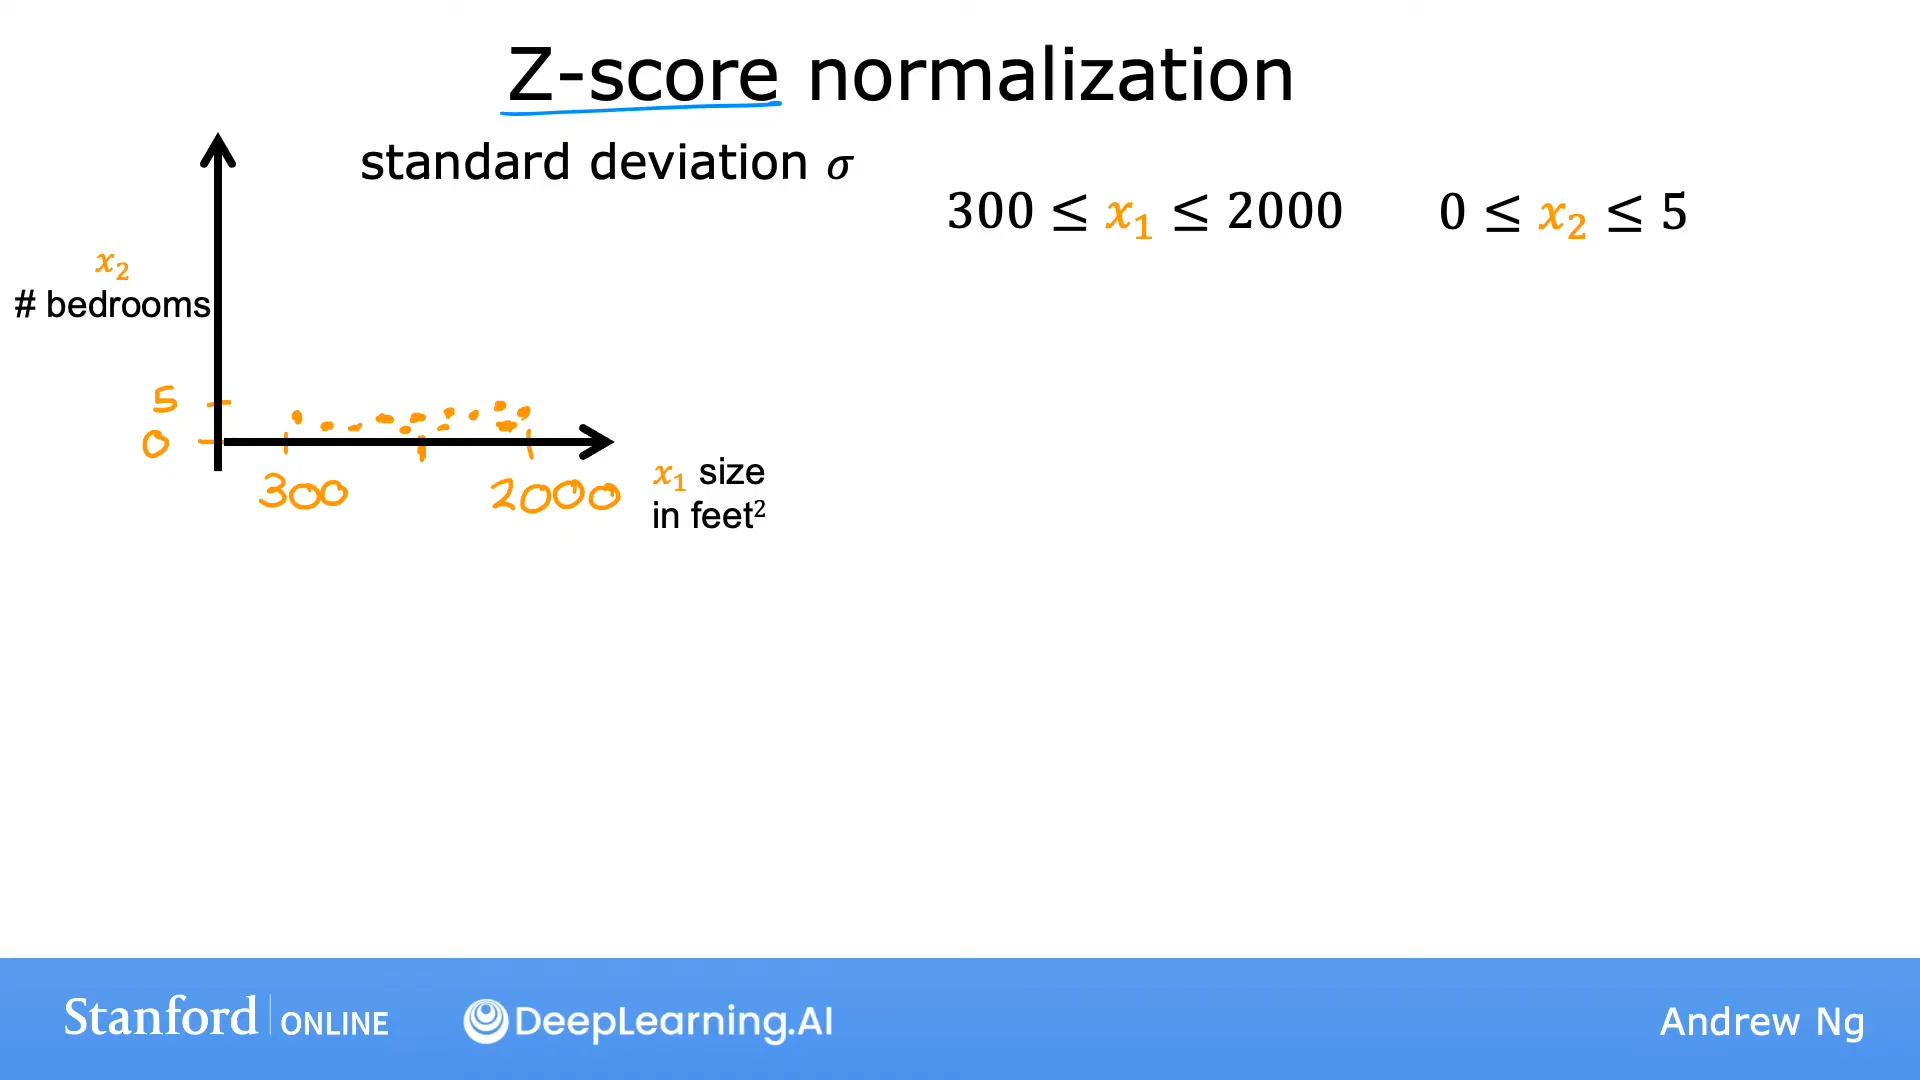 Z-score normalization
standard deviation σ
300 ≤ x₁ ≤ 2000
0 ≤ x₂ ≤ 5
x₂
# bedrooms
5
0
300
2000
x₁ size
in feet²
Stanford | ONLINE
DeepLearning.AI
Andrew Ng